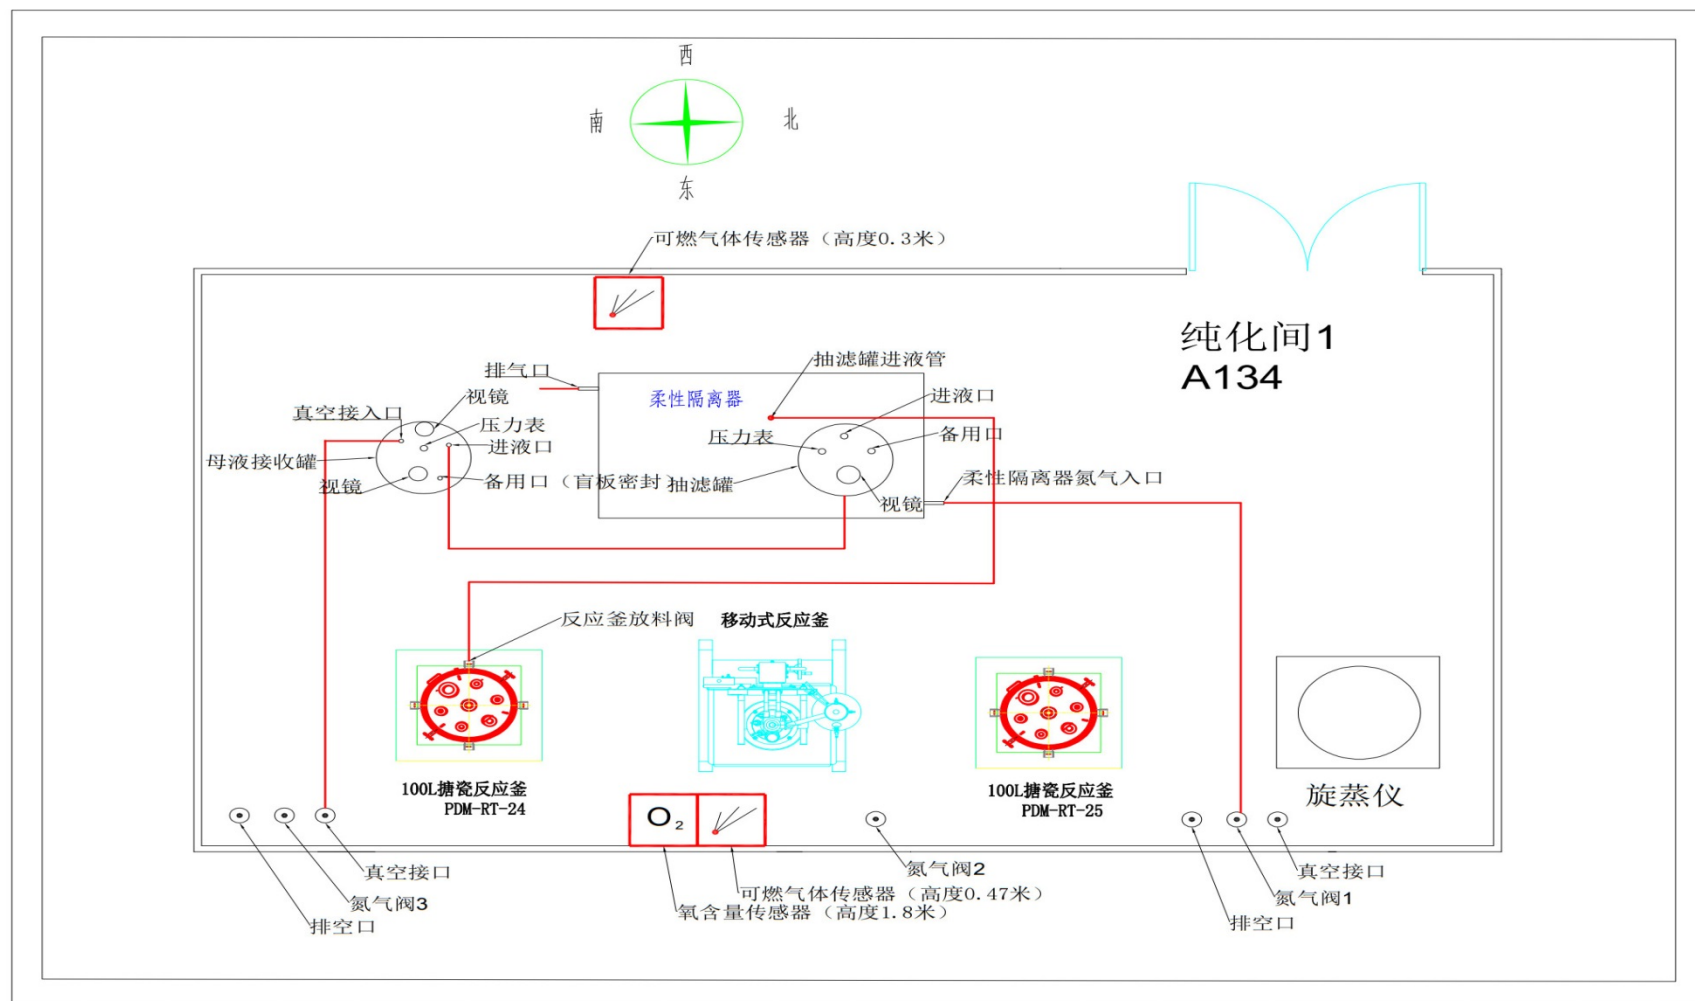 西
南
北
东
可燃气体传感器（高度0.3米）
纯化间1
A134
排气口
视镜
真空接入口
压力表
进液口
母液接收罐
视镜
备用口（盲板密封）
柔性隔离器
抽滤罐进液管
进液口
压力表
备用口
抽滤罐
视镜
柔性隔离器氮气入口
反应釜放料阀
移动式反应釜
100L搪瓷反应釜
PDM-RT-24
100L搪瓷反应釜
PDM-RT-25
旋蒸仪
O2
真空接口
氮气阀3
排空口
氮气阀2
可燃气体传感器（高度0.47米）
氧含量传感器（高度1.8米）
真空接口
氮气阀1
排空口